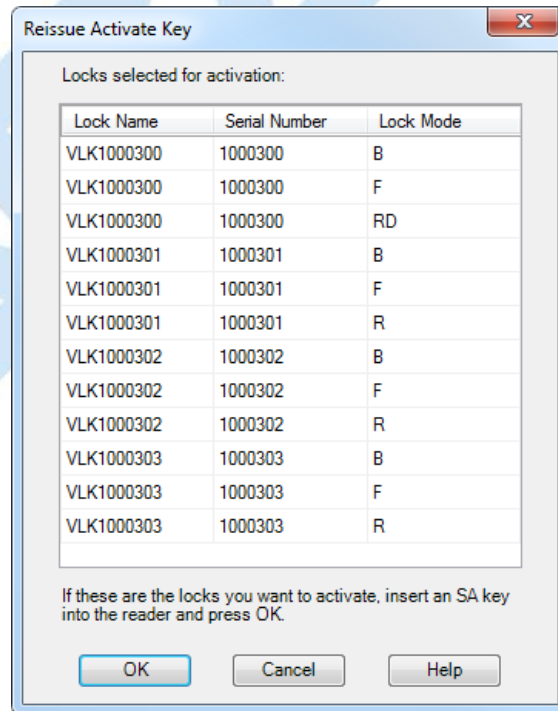 Reissue Activate Key
Locks selected for activation:
Lock Name Serial Number Lock Mode
VLK1000300 1000300 B
VLK1000300 1000300 F
VLK1000300 1000300 RD
VLK1000301 1000301 B
VLK1000301 1000301 F
VLK1000301 1000301 R
VLK1000302 1000302 B
VLK1000302 1000302 F
VLK1000302 1000302 R
VLK1000303 1000303 B
VLK1000303 1000303 F
VLK1000303 1000303 R
If these are the locks you want to activate, insert an SA key
into the reader and press OK.
OK Cancel Help